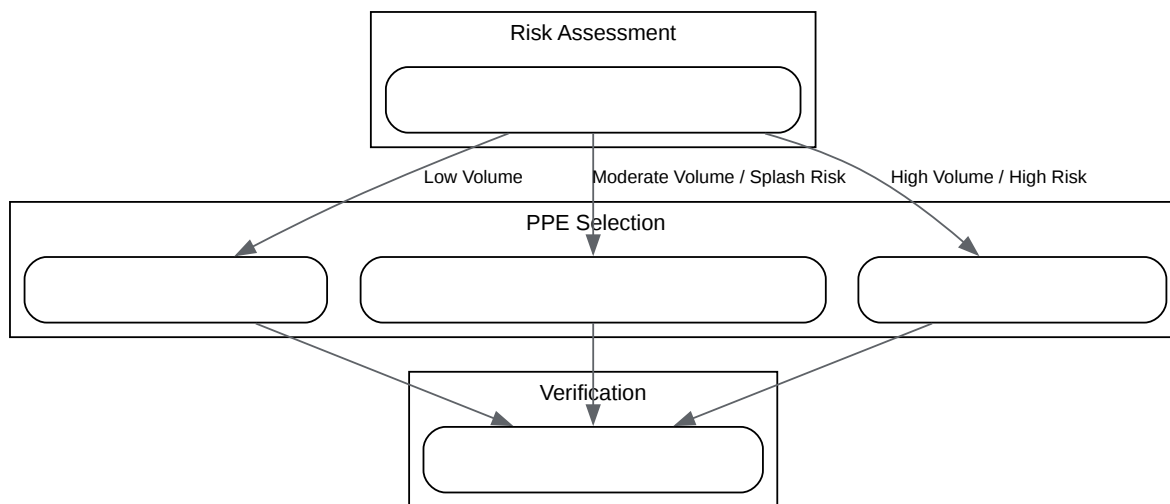 Risk Assessment
Low Volume
Moderate Volume / Splash Risk
High Volume / High Risk
PPE Selection
Verification